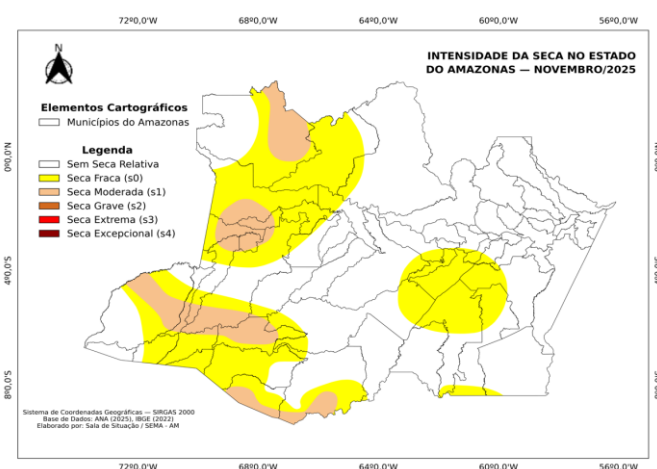 72º0,0'W 68º0,0'W 64º0,0'W 60º0,0'W 56º0,0'W
N
INTENSIDADE DA SECA NO ESTADO
DO AMAZONAS — NOVEMBRO/2025
Elementos Cartográficos
Municípios do Amazonas
Legenda
Sem Seca Relativa
Seca Fraca (s0)
Seca Moderada (s1)
Seca Grave (s2)
Seca Extrema (s3)
Seca Excepcional (s4)
0º0,0'N
4º0,0'S
8º0,0'S
Sistema de Coordenadas Geográficas — SIRGAS 2000
Base de Dados: ANA (2025), IBGE (2022)
Elaborado por: Sala de Situação / SEMA - AM
72º0,0'W 68º0,0'W 64º0,0'W 60º0,0'W 56º0,0'W